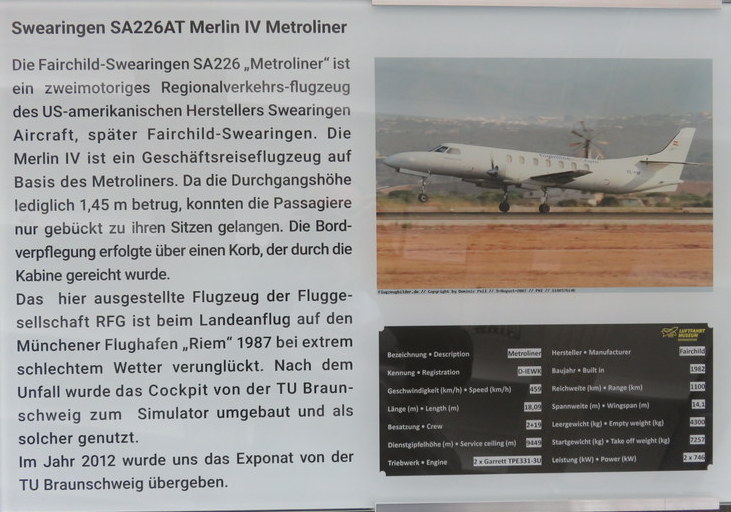 Swearingen SA226AT Merlin IV Metroliner
Die Fairchild-Swearingen SA226 „Metroliner“ ist
ein zweimotoriges Regionalverkehrs-flugzeug
des US-amerikanischen Herstellers Swearingen
Aircraft, später Fairchild-Swearingen. Die
Merlin IV ist ein Geschäftsreiseflugzeug auf
Basis des Metroliners. Da die Durchgangshöhe
lediglich 1,45 m betrug, konnten die Passagiere
nur gebückt zu ihren Sitzen gelangen. Die Bord-
verpflegung erfolgte über einen Korb, der durch die
Kabine gereicht wurde.
Das hier ausgestellte Flugzeug der Flugge-
sellschaft RFG ist beim Landeanflug auf den
Münchener Flughafen „Riem“ 1987 bei extrem
schlechtem Wetter verunglückt. Nach dem
Unfall wurde das Cockpit von der TU Braun-
schweig zum Simulator umgebaut und als
solcher genutzt.
Im Jahr 2012 wurde uns das Exponat von der
TU Braunschweig übergeben.
LUFTFAHRT
MUSEUM
Bezeichnung • Description Metroliner
Kennung • Registration D-IEWK
Geschwindigkeit (km/h) • Speed (km/h) 459
Länge (m) • Length (m) 18,09
Besatzung • Crew 2+19
Dienstgipfelhöhe (m) • Service ceiling (m) 9449
Triebwerk • Engine 2 x Garrett TPE331-3U
Hersteller • Manufacturer Fairchild
Baujahr • Built in 1982
Reichweite (km) • Range (km) 1100
Spannweite (m) • Wingspan (m) 14,1
Leergewicht (kg) • Empty weight (kg) 4300
Startgewicht (kg) • Take off weight (kg) 7257
Leistung (kW) • Power (kW) 2 x 746